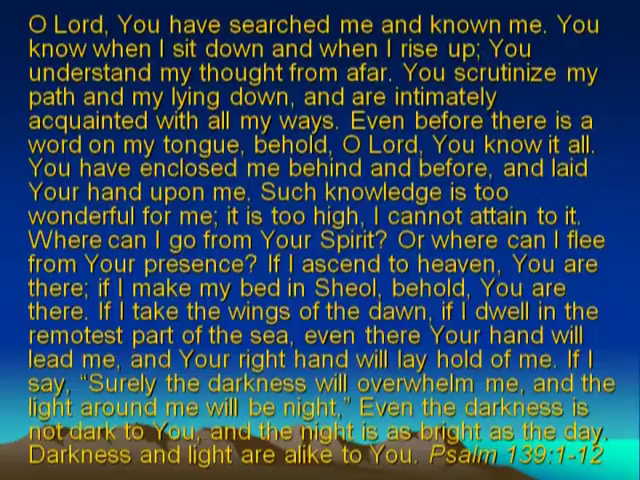 O Lord, You have searched me and known me. You
know when I sit down and when I rise up; You
understand my thought from afar. You scrutinize my
path and my lying down, and are intimately
acquainted with all my ways. Even before there is a
word on my tongue, behold, O Lord, You know it all.
You have enclosed me behind and before, and laid
Your hand upon me. Such knowledge is too
wonderful for me; it is too high, I cannot attain to it.
Where can I go from Your Spirit? Or where can I flee
from Your presence? If I ascend to heaven, You are
there; if I make my bed in Sheol, behold, You are
there. If I take the wings of the dawn, if I dwell in the
remotest part of the sea, even there Your hand will
lead me, and Your right hand will lay hold of me. If I
say, “Surely the darkness will overwhelm me, and the
light around me will be night,” Even the darkness is
not dark to You, and the night is as bright as the day.
Darkness and light are alike to You. Psalm 139:1-12